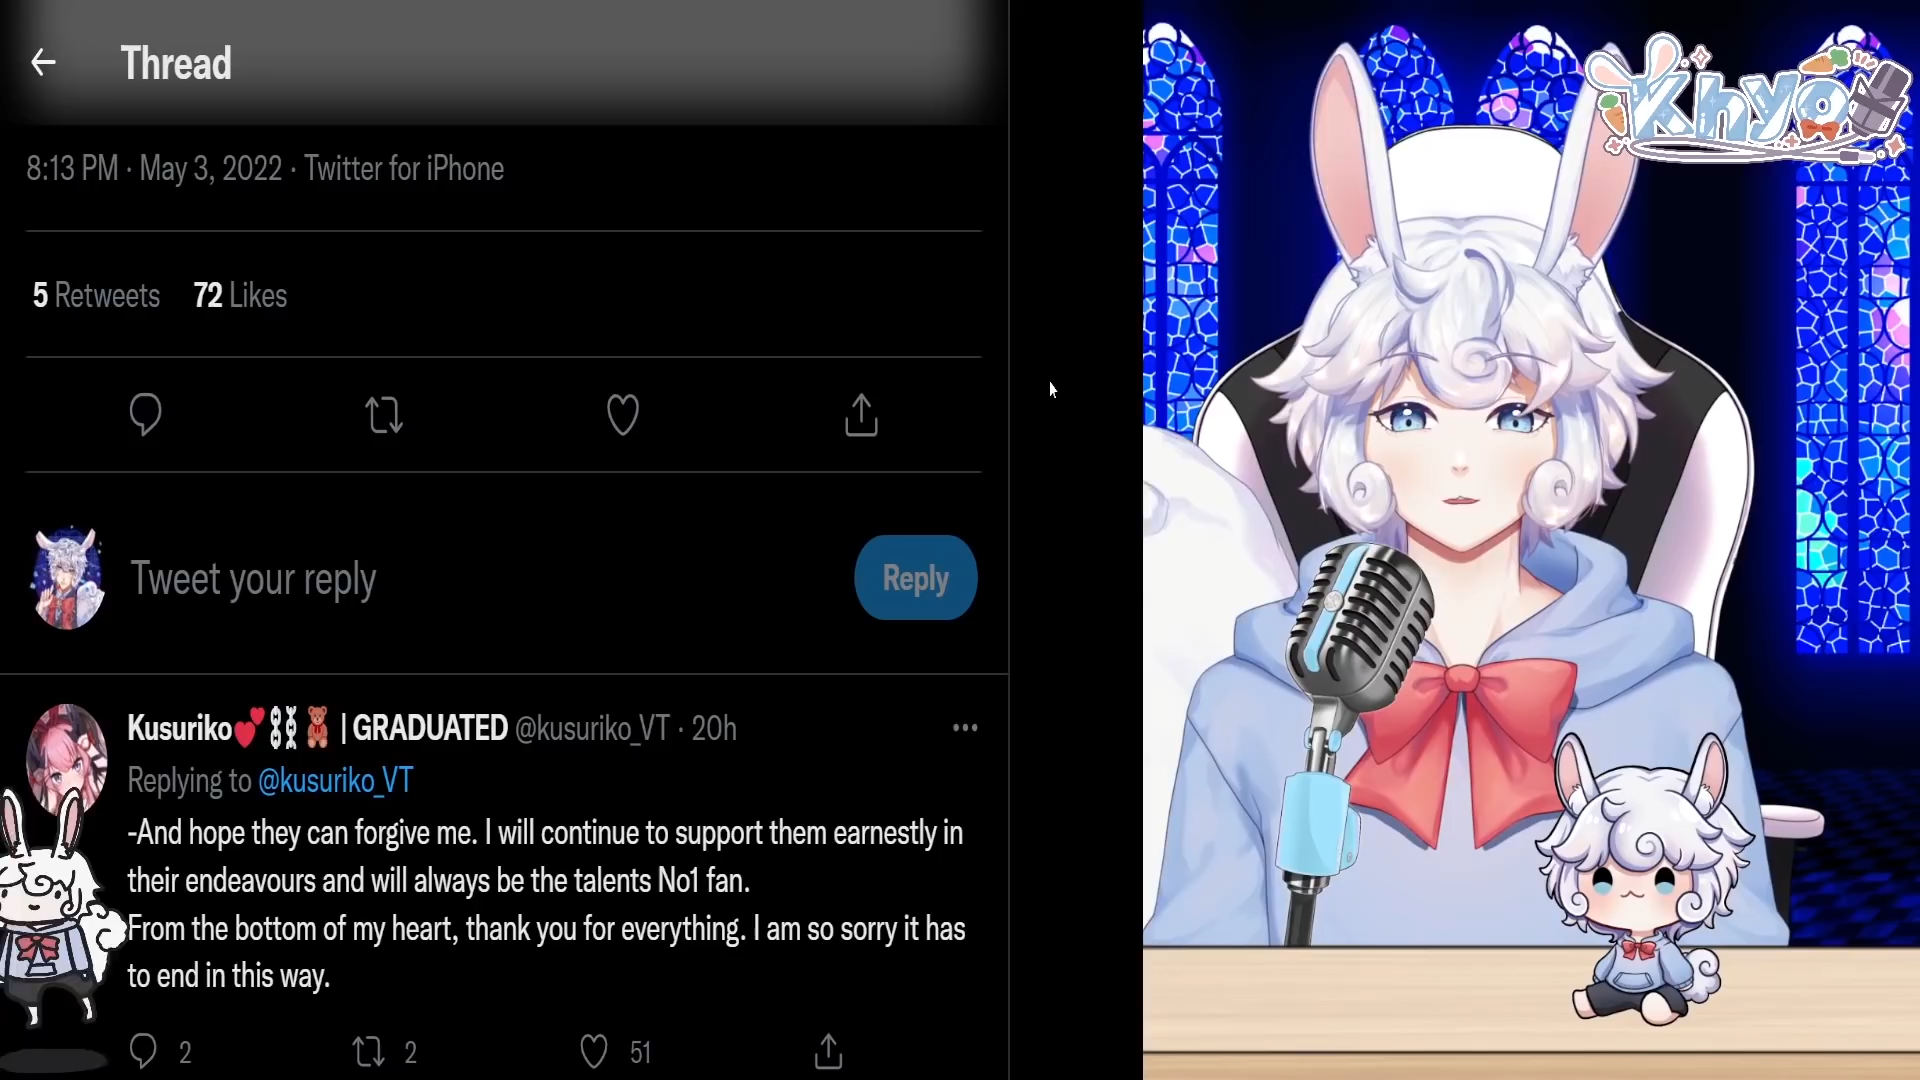 Thread
8:13 PM · May 3, 2022 · Twitter for iPhone
5 Retweets 72 Likes
Tweet your reply
Reply
Kusuriko💕⛓️🧸 | GRADUATED @kusuriko_VT · 20h
Replying to @kusuriko_VT
-And hope they can forgive me. I will continue to support them earnestly in
their endeavours and will always be the talents No1 fan.
From the bottom of my heart, thank you for everything. I am so sorry it has
to end in this way.
2 2 51
Khyo